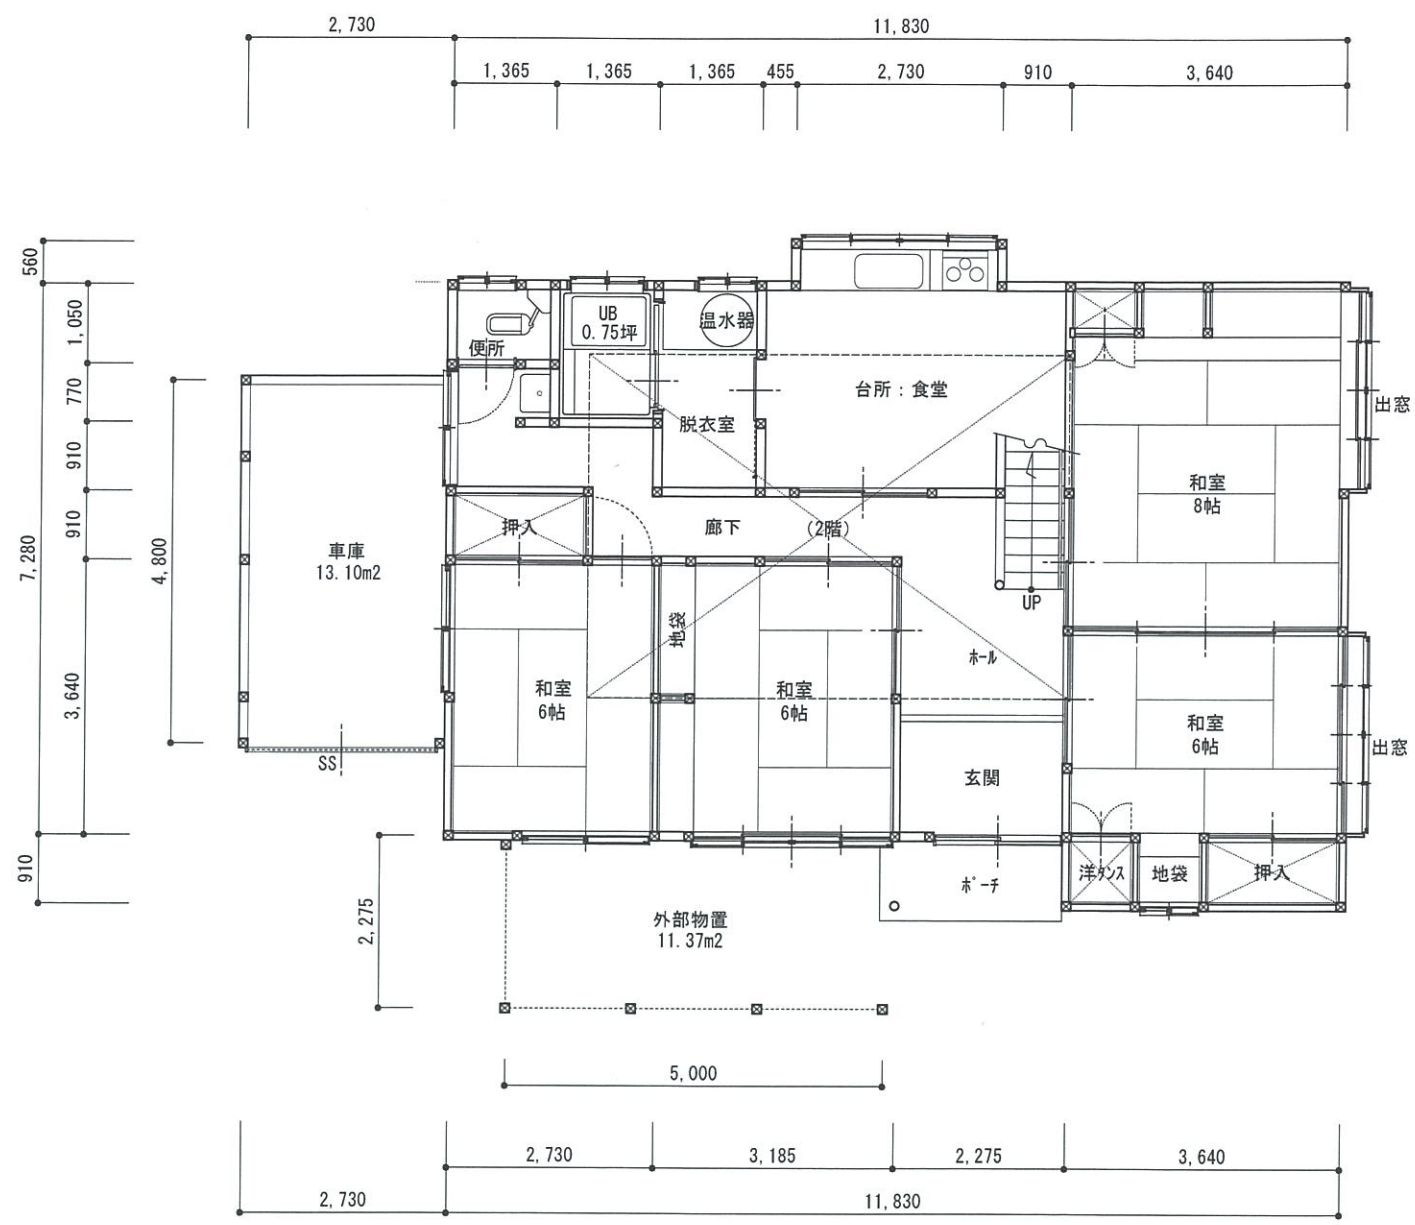 2,730
11,830
1,365
1,365
1,365
455
2,730
910
3,640
560
1,050
770
910
910
3,640
7,280
910
4,800
2,275
UB
0.75坪
温水器
便所
台所：食堂
出窓
脱衣室
和室
8帖
押入
廊下
(2階)
車庫
13.10m2
UP
地袋
ﾎｰﾙ
和室
6帖
和室
6帖
和室
6帖
出窓
SS
玄関
洋ﾀﾝｽ
地袋
押入
ﾎﾟｰﾁ
外部物置
11.37m2
5,000
2,730
3,185
2,275
3,640
2,730
11,830